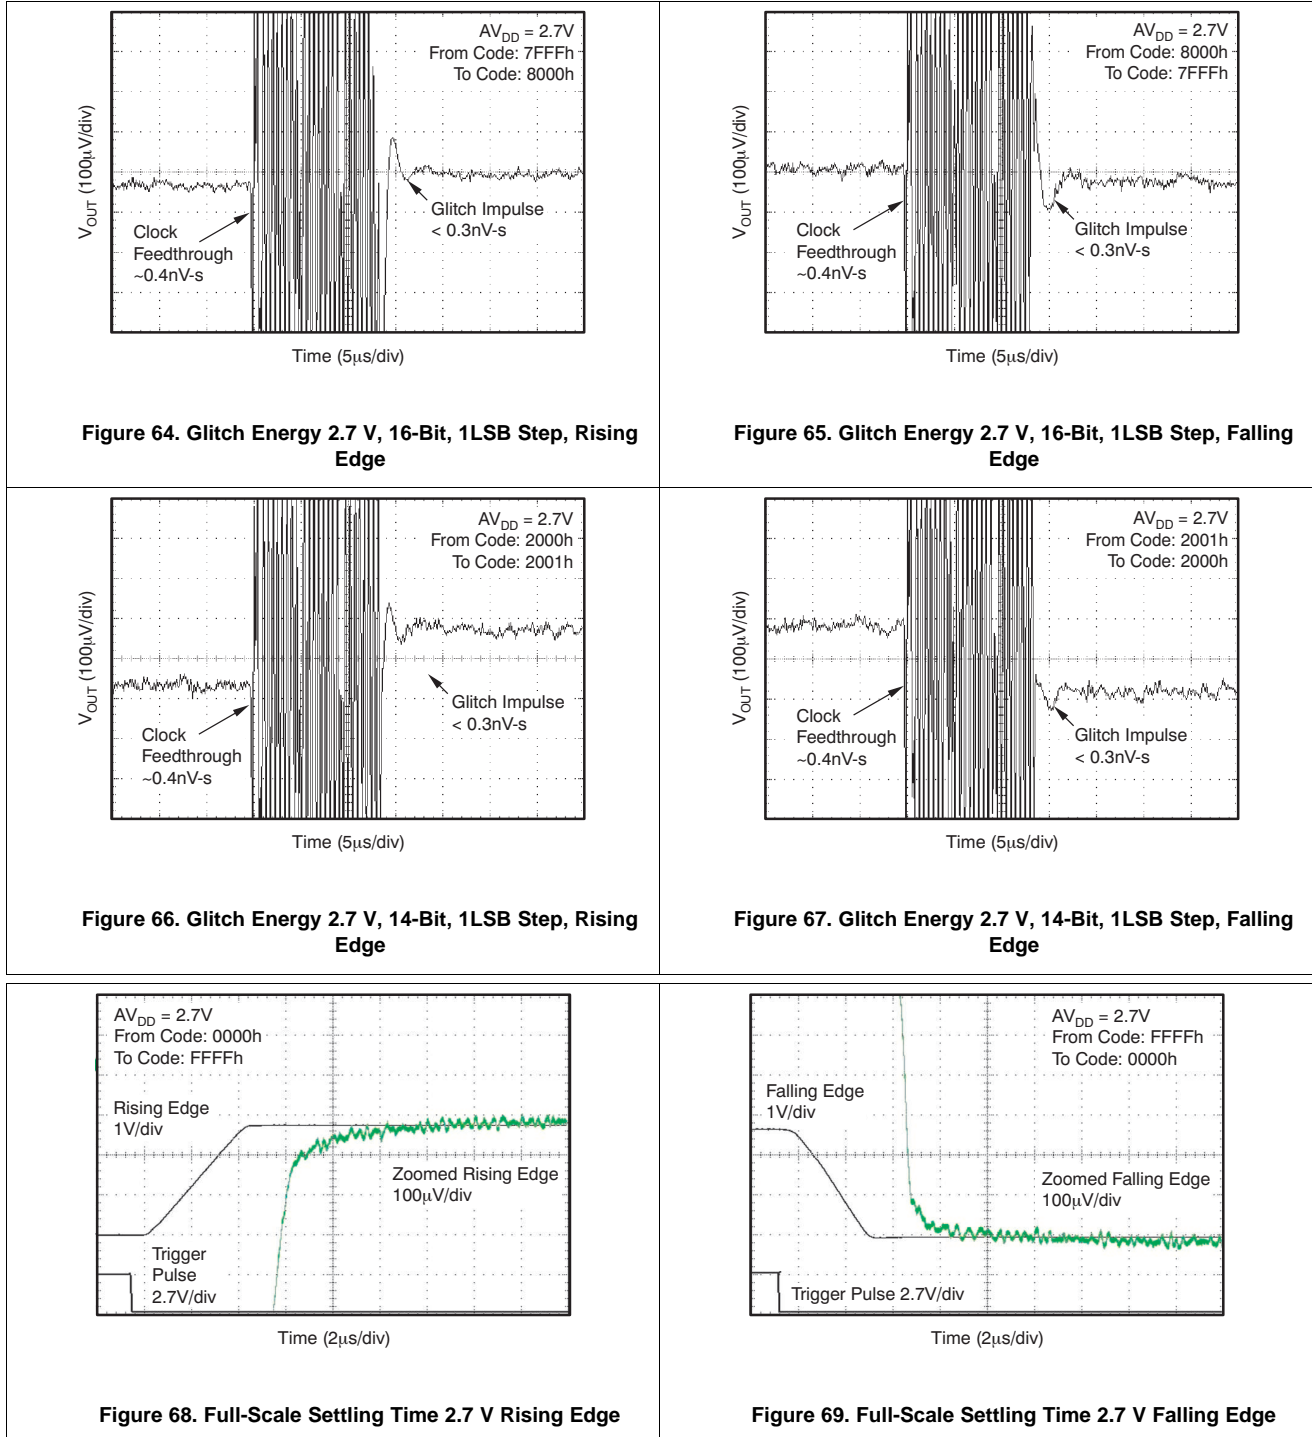 AVDD = 2.7V
From Code: 7FFFh
To Code: 8000h
VOUT (100µV/div)
Clock
Feedthrough
~0.4nV-s
Glitch Impulse
< 0.3nV-s
Time (5µs/div)
Figure 64. Glitch Energy 2.7 V, 16-Bit, 1LSB Step, Rising
Edge
AVDD = 2.7V
From Code: 8000h
To Code: 7FFFh
VOUT (100µV/div)
Clock
Feedthrough
~0.4nV-s
Glitch Impulse
< 0.3nV-s
Time (5µs/div)
Figure 65. Glitch Energy 2.7 V, 16-Bit, 1LSB Step, Falling
Edge
AVDD = 2.7V
From Code: 2000h
To Code: 2001h
VOUT (100µV/div)
Clock
Feedthrough
~0.4nV-s
Glitch Impulse
< 0.3nV-s
Time (5µs/div)
Figure 66. Glitch Energy 2.7 V, 14-Bit, 1LSB Step, Rising
Edge
AVDD = 2.7V
From Code: 2001h
To Code: 2000h
VOUT (100µV/div)
Clock
Feedthrough
~0.4nV-s
Glitch Impulse
< 0.3nV-s
Time (5µs/div)
Figure 67. Glitch Energy 2.7 V, 14-Bit, 1LSB Step, Falling
Edge
AVDD = 2.7V
From Code: 0000h
To Code: FFFFh
Rising Edge
1V/div
Zoomed Rising Edge
100µV/div
Trigger
Pulse
2.7V/div
Time (2µs/div)
Figure 68. Full-Scale Settling Time 2.7 V Rising Edge
AVDD = 2.7V
From Code: FFFFh
To Code: 0000h
Falling Edge
1V/div
Zoomed Falling Edge
100µV/div
Trigger Pulse 2.7V/div
Time (2µs/div)
Figure 69. Full-Scale Settling Time 2.7 V Falling Edge